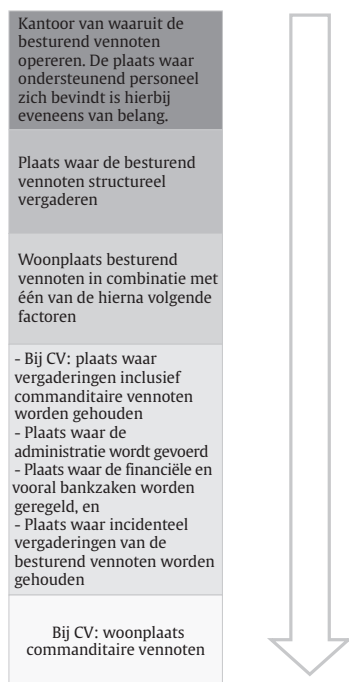 Kantoor van waaruit de
besturend vennoten
opereren. De plaats waar
ondersteunend personeel
zich bevindt is hierbij
eveneens van belang.
Plaats waar de besturend
vennoten structureel
vergaderen
Woonplaats besturend
vennoten in combinatie met
één van de hierna volgende
factoren
- Bij CV: plaats waar
vergaderingen inclusief
commanditaire vennoten
worden gehouden
- Plaats waar de
administratie wordt gevoerd
- Plaats waar de financiële en
vooral bankzaken worden
geregeld, en
- Plaats waar incidenteel
vergaderingen van de
besturend vennoten worden
gehouden
Bij CV: woonplaats
commanditaire vennoten